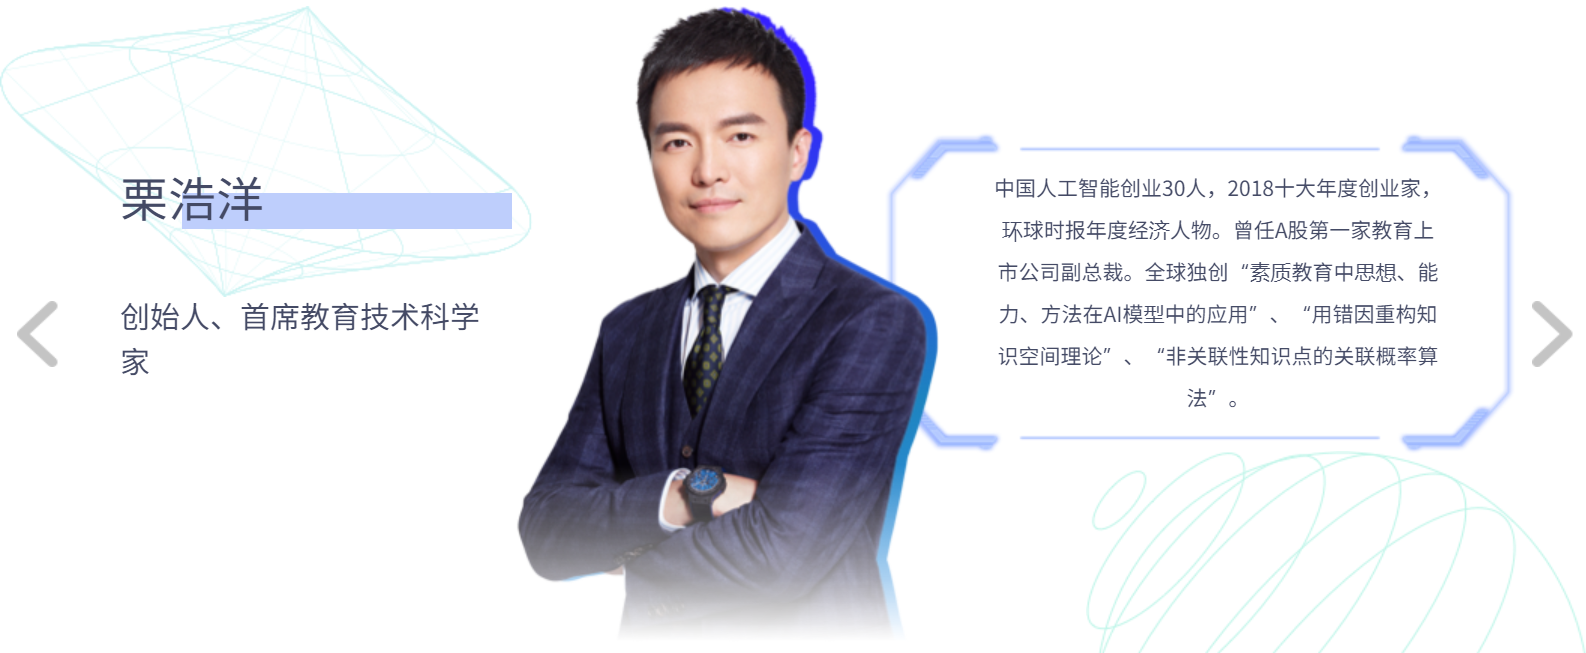 栗浩洋
创始人、首席教育技术科学
家
中国人工智能创业30人，2018十大年度创业家，
环球时报年度经济人物。曾任A股第一家教育上
市公司副总裁。全球独创“素质教育中思想、能
力、方法在AI模型中的应用”、“用错因重构知
识空间理论”、“非关联性知识点的关联概率算
法”。